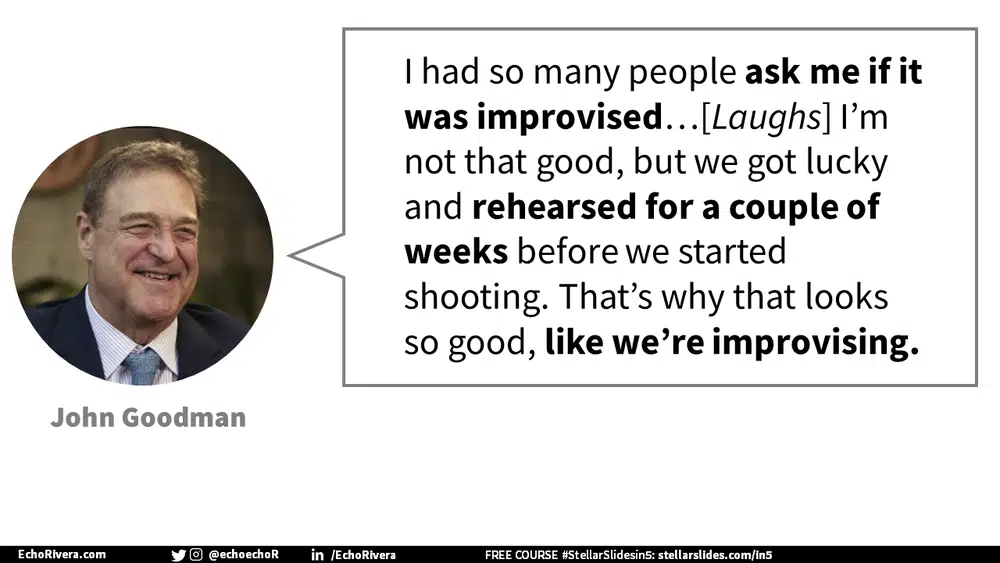 I had so many people ask me if it
was improvised…[Laughs] I’m
not that good, but we got lucky
and rehearsed for a couple of
weeks before we started
shooting. That’s why that looks
so good, like we’re improvising.
John Goodman
EchoRivera.com @echoechoR in /EchoRivera FREE COURSE #StellarSlidesin5: stellarslides.com/in5